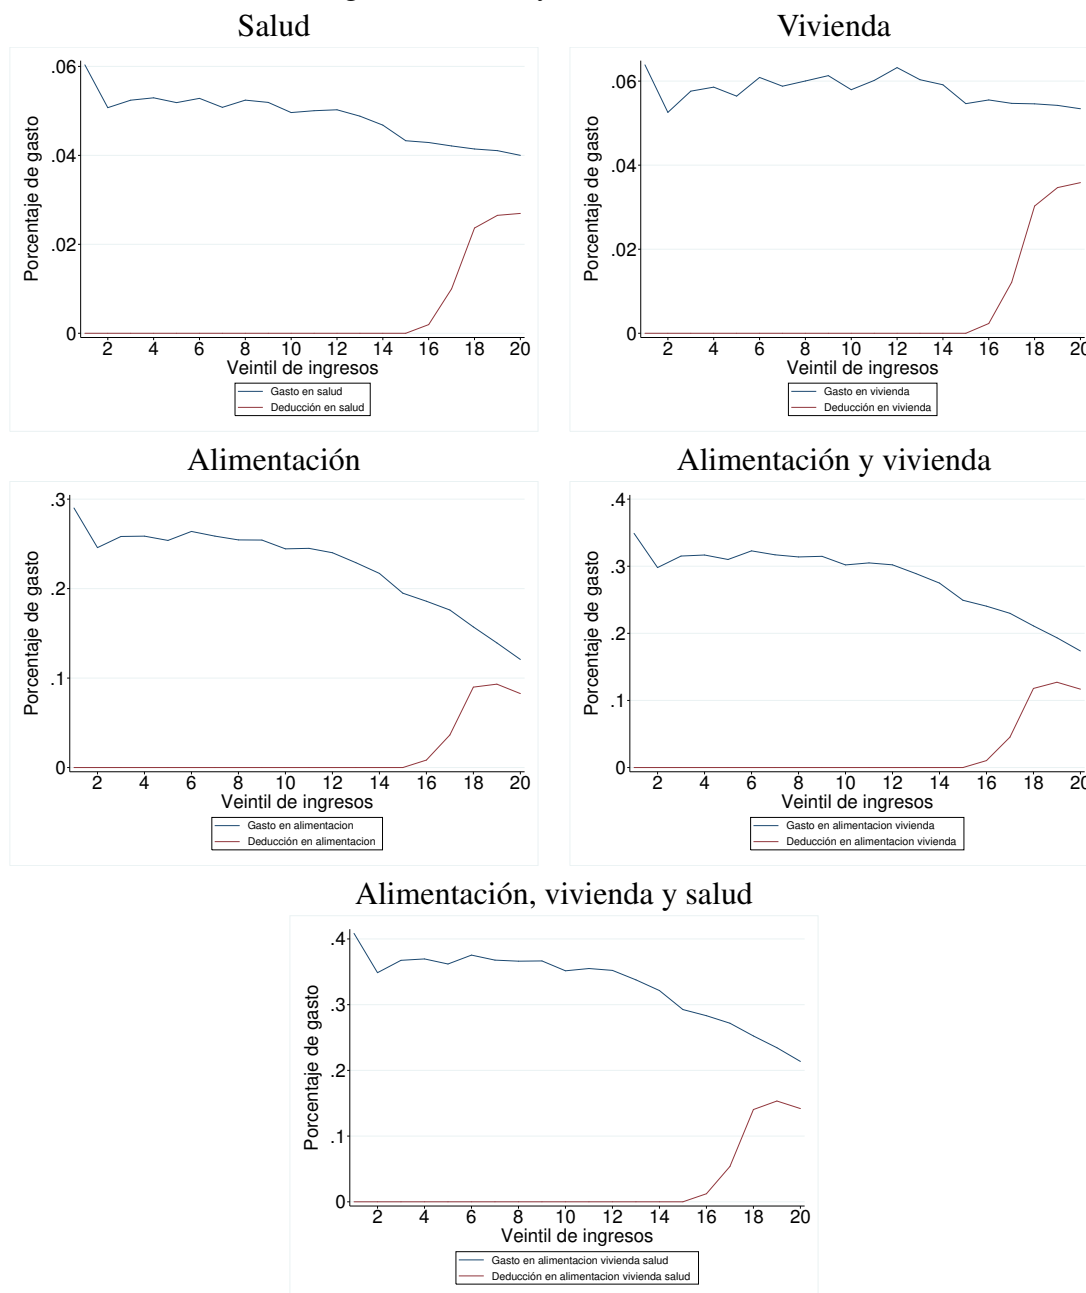 Salud
.06
.04
.02
0
Porcentaje de gasto
2 4 6 8 10 12 14 16 18 20
Veintil de ingresos
Gasto en salud
Deducción en salud
Vivienda
.06
.04
.02
0
Porcentaje de gasto
2 4 6 8 10 12 14 16 18 20
Veintil de ingresos
Gasto en vivienda
Deducción en vivienda
Alimentación
.3
.2
.1
0
Porcentaje de gasto
2 4 6 8 10 12 14 16 18 20
Veintil de ingresos
Gasto en alimentacion
Deducción en alimentacion
Alimentación y vivienda
.4
.3
.2
.1
0
Porcentaje de gasto
2 4 6 8 10 12 14 16 18 20
Veintil de ingresos
Gasto en alimentacion vivienda
Deducción en alimentacion vivienda
Alimentación, vivienda y salud
.4
.3
.2
.1
0
Porcentaje de gasto
2 4 6 8 10 12 14 16 18 20
Veintil de ingresos
Gasto en alimentacion vivienda salud
Deducción en alimentacion vivienda salud